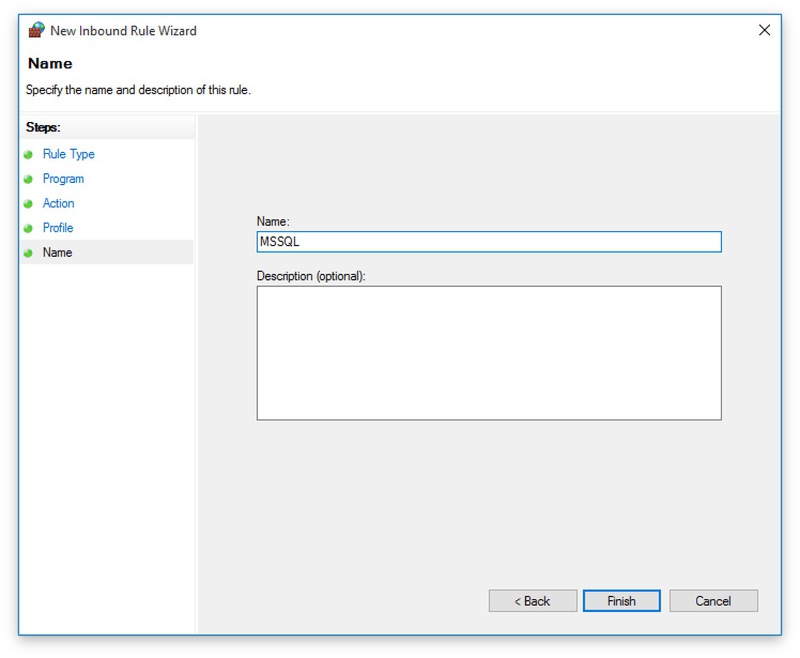 New Inbound Rule Wizard
Name
Specify the name and description of this rule.
Steps:
Rule Type
Program
Action
Profile
Name
Name:
MSSQL
Description (optional):
< Back
Finish
Cancel